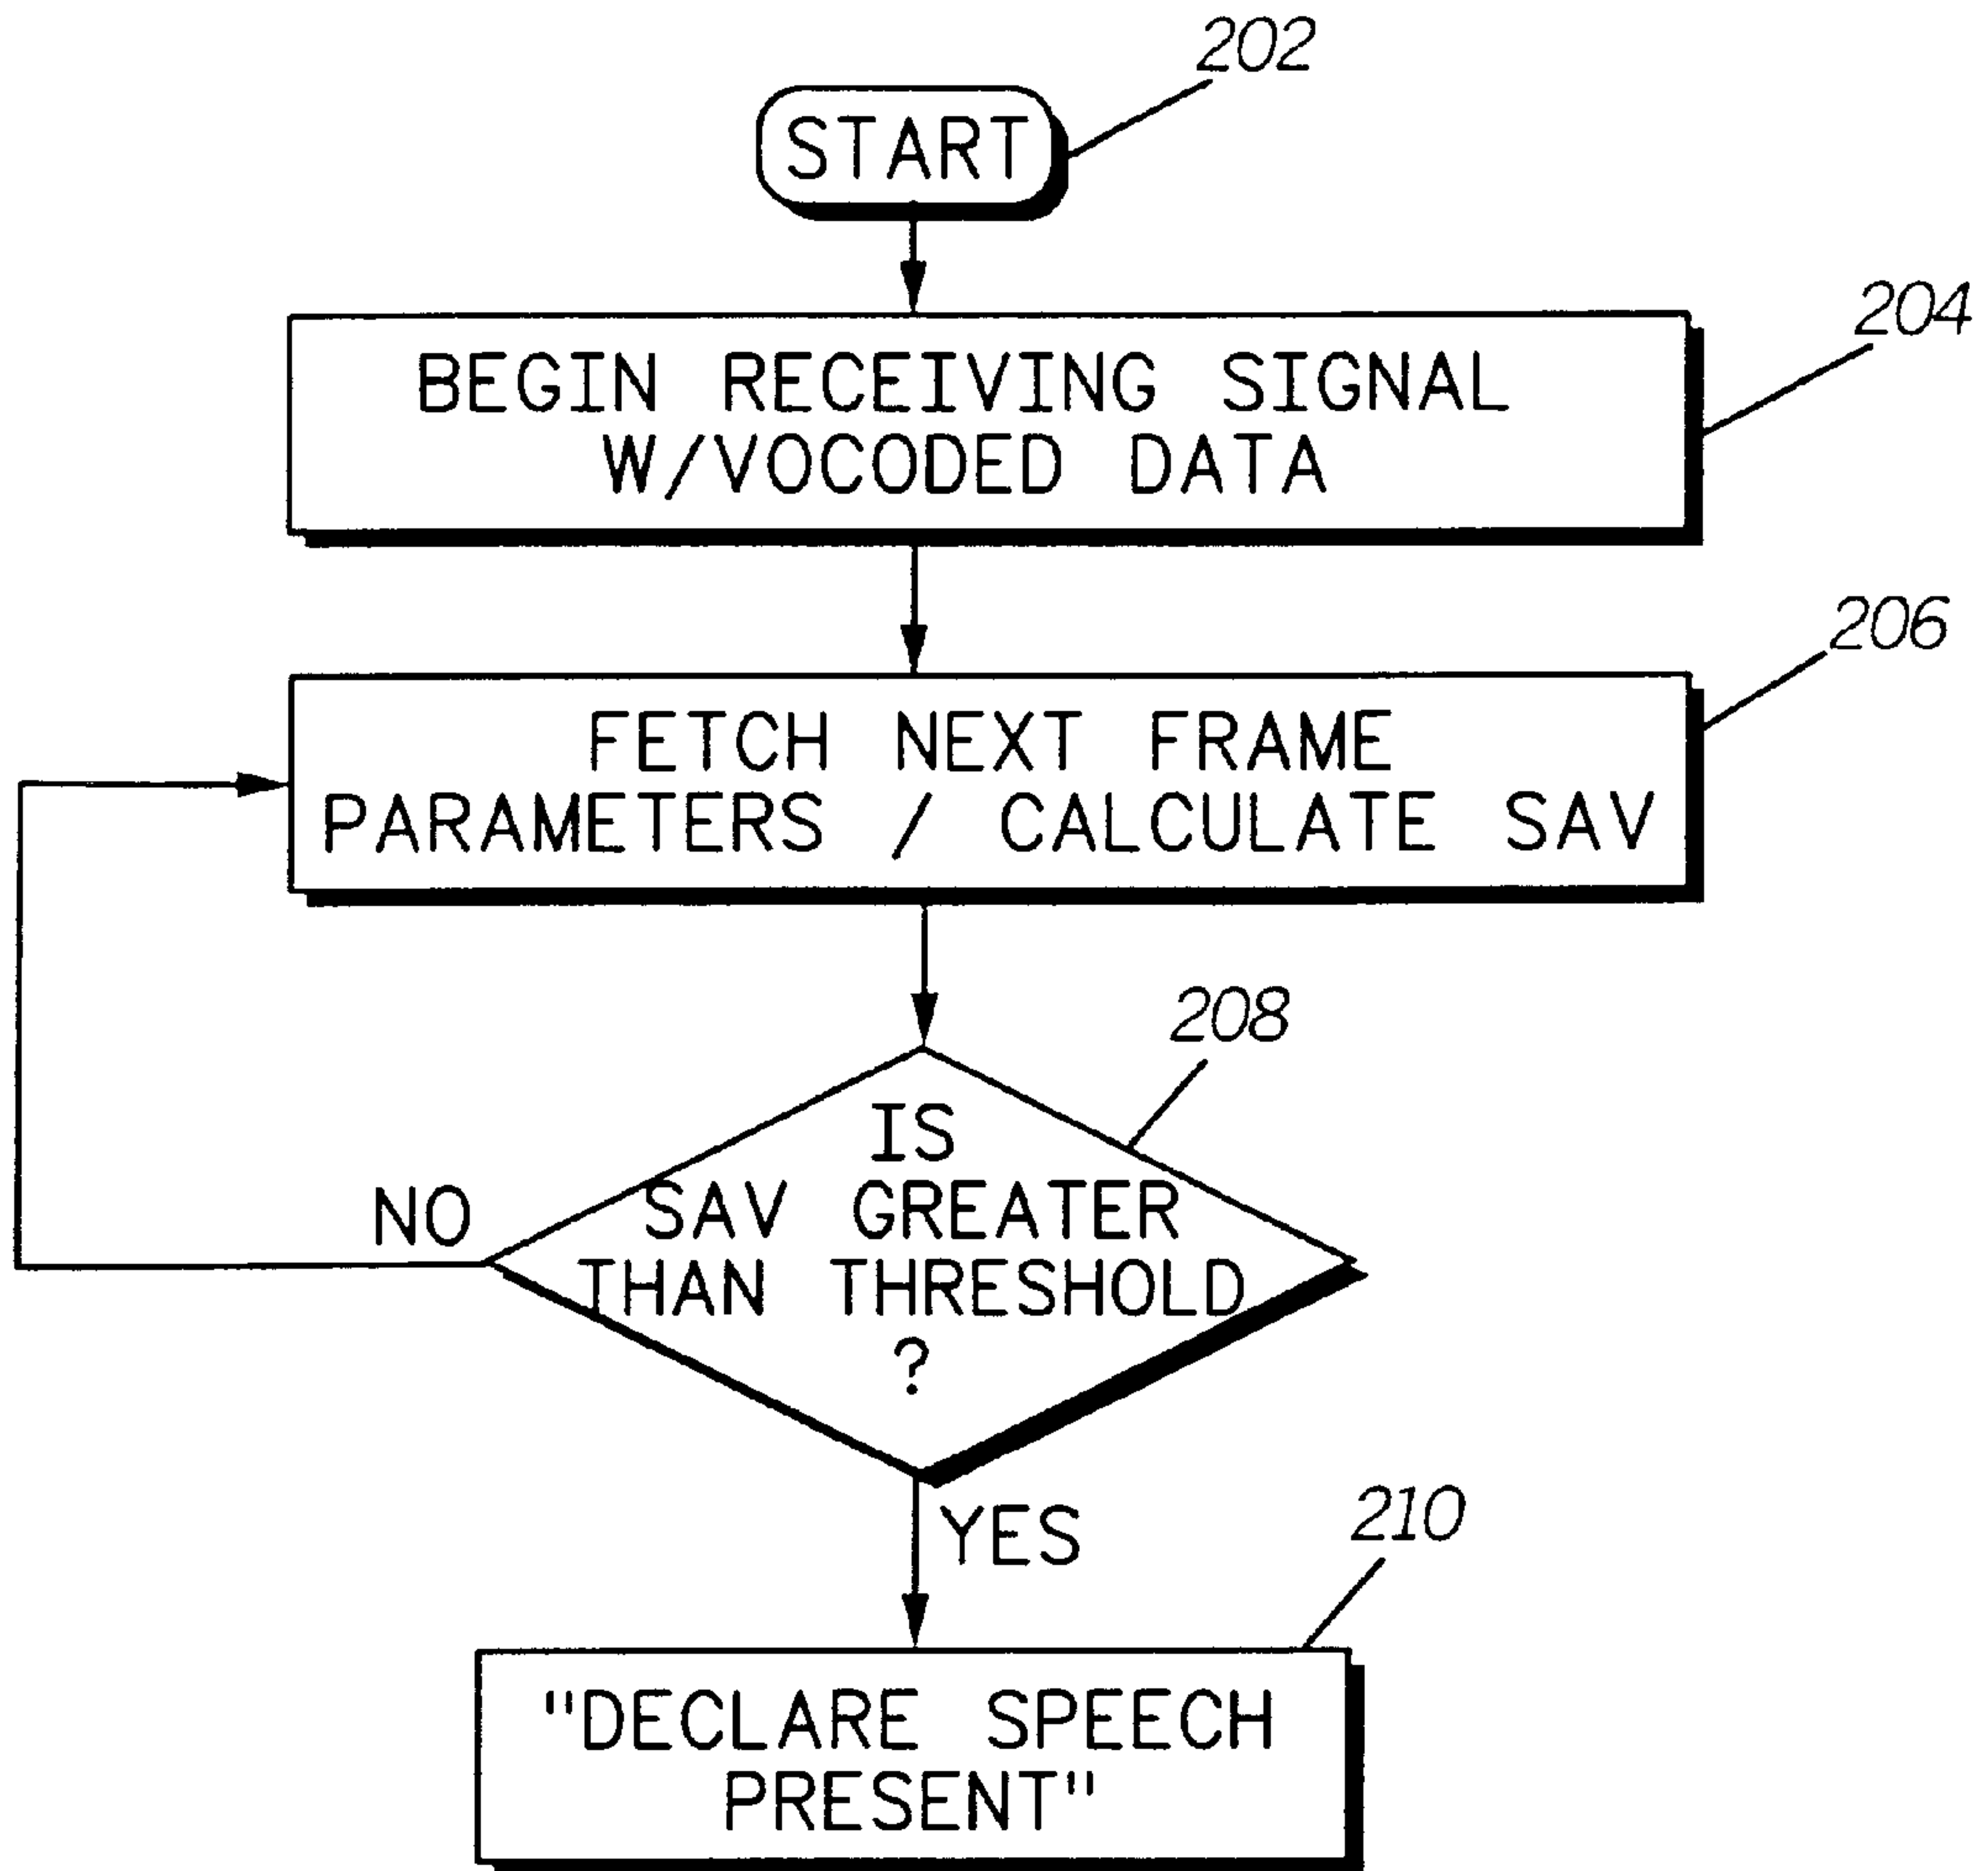 202
START
204
BEGIN RECEIVING SIGNAL
W/VOCODED DATA
206
FETCH NEXT FRAME
PARAMETERS / CALCULATE SAV
208
IS
SAV GREATER
THAN THRESHOLD
?
NO
YES
210
"DECLARE SPEECH
PRESENT"